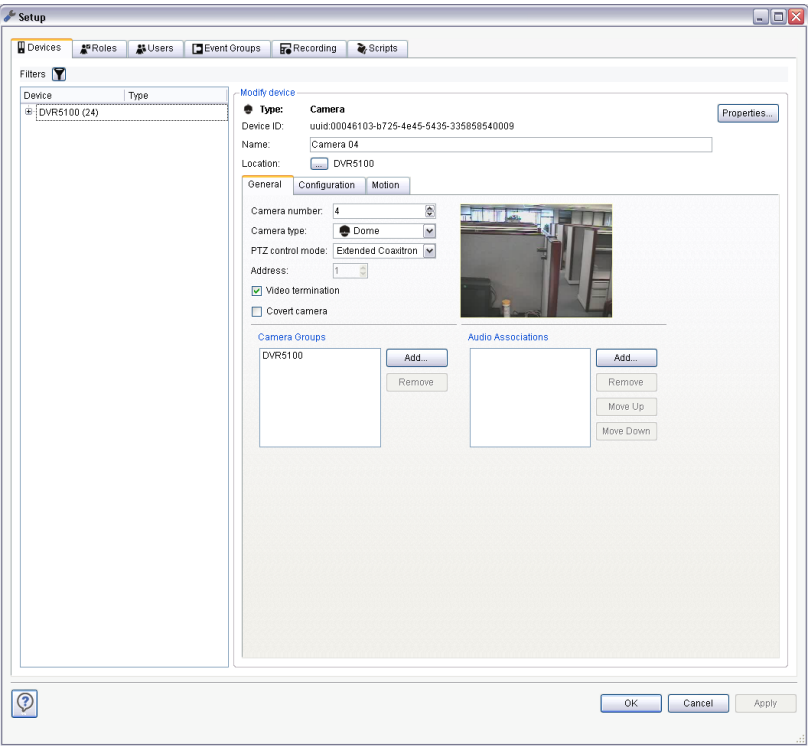 Setup
Devices Roles Users Event Groups Recording Scripts
Filters
Device Type
DVR5100 (24)
Modify device
Type: Camera
Properties...
Device ID: uuid:00046103-b725-4e45-5435-335858540009
Name: Camera 04
Location: ... DVR5100
General Configuration Motion
Camera number: 4
Camera type: Dome
PTZ control mode: Extended Coaxitron
Address: 1
Video termination
Covert camera
Camera Groups
DVR5100
Add...
Remove
Audio Associations
Add...
Remove
Move Up
Move Down
OK Cancel Apply